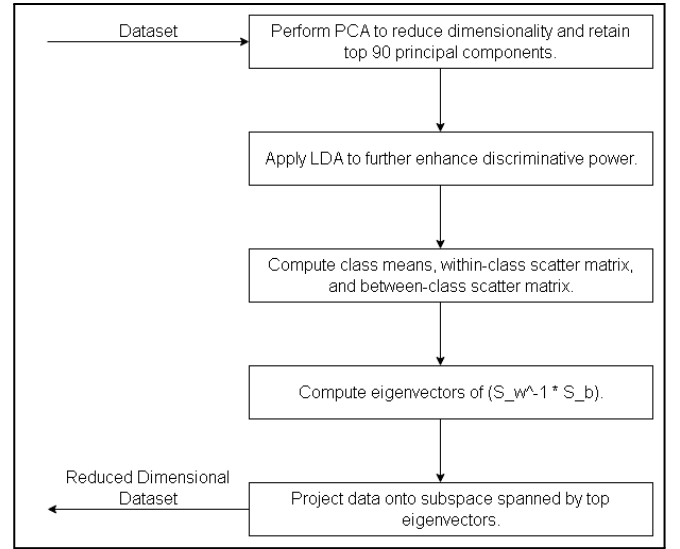 Dataset
Perform PCA to reduce dimensionality and retain
top 90 principal components.
Apply LDA to further enhance discriminative power.
Compute class means, within-class scatter matrix,
and between-class scatter matrix.
Compute eigenvectors of (S_w^-1 * S_b).
Reduced Dimensional
Dataset
Project data onto subspace spanned by top
eigenvectors.